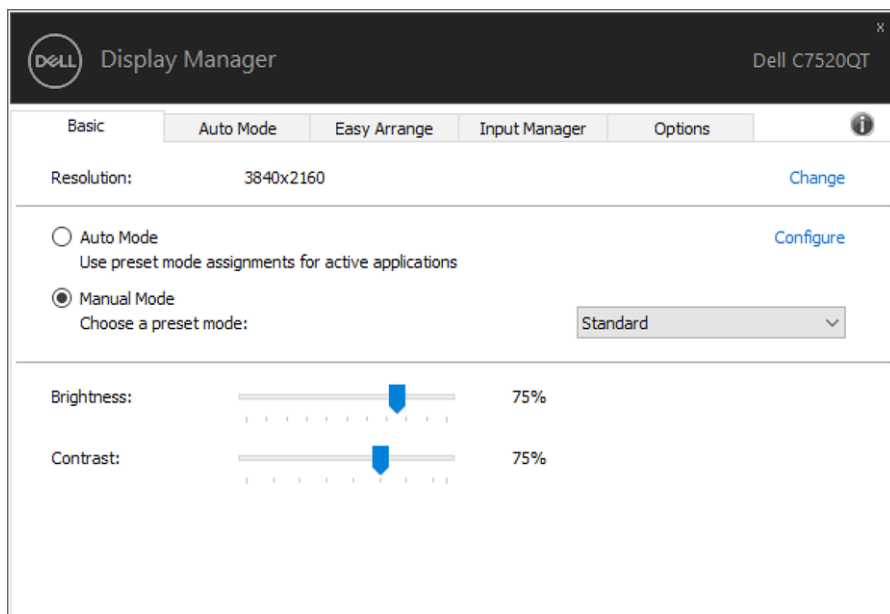 x
DELL Display Manager Dell C7520QT
Basic Auto Mode Easy Arrange Input Manager Options i
Resolution: 3840x2160 Change
Auto Mode Configure
Use preset mode assignments for active applications
Manual Mode
Choose a preset mode: Standard
Brightness: 75%
Contrast: 75%